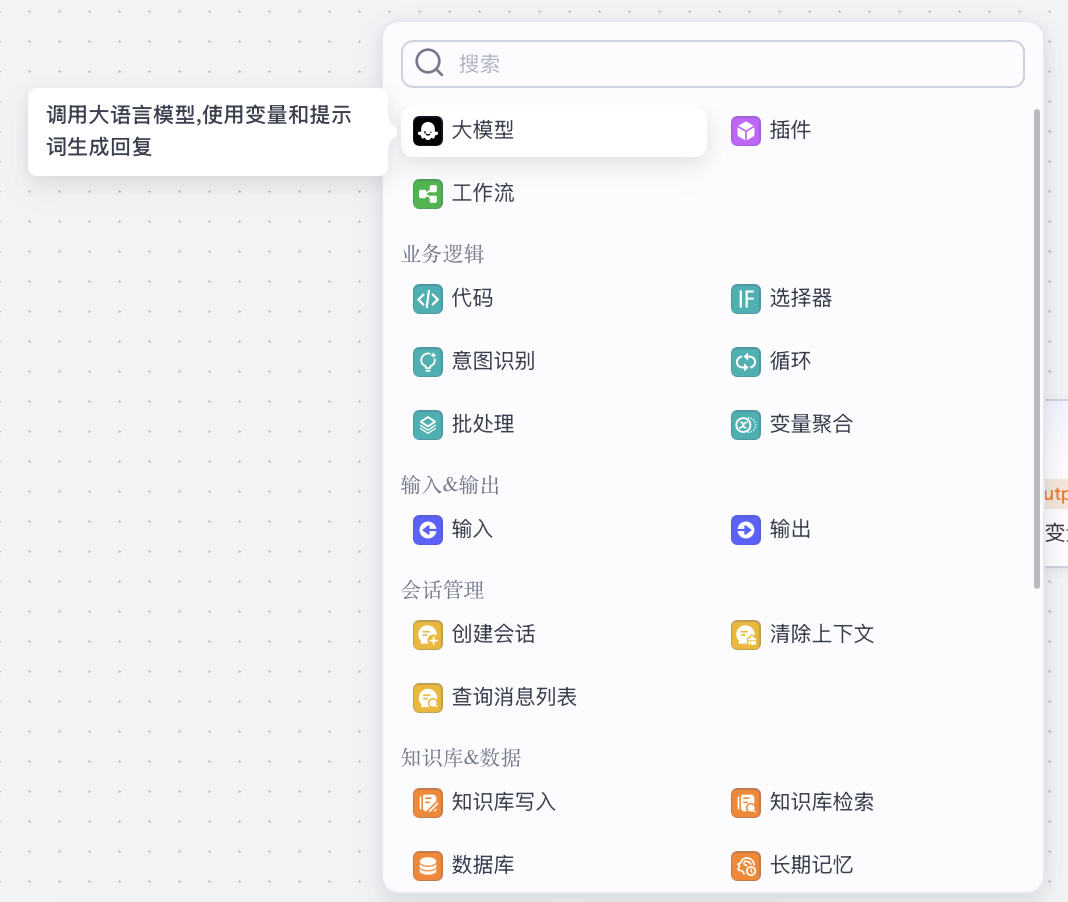 搜索
调用大语言模型,使用变量和提示
词生成回复
大模型
插件
工作流
业务逻辑
代码
选择器
意图识别
循环
批处理
变量聚合
输入&输出
输入
输出
会话管理
创建会话
清除上下文
查询消息列表
知识库&数据
知识库写入
知识库检索
数据库
长期记忆
utp
变